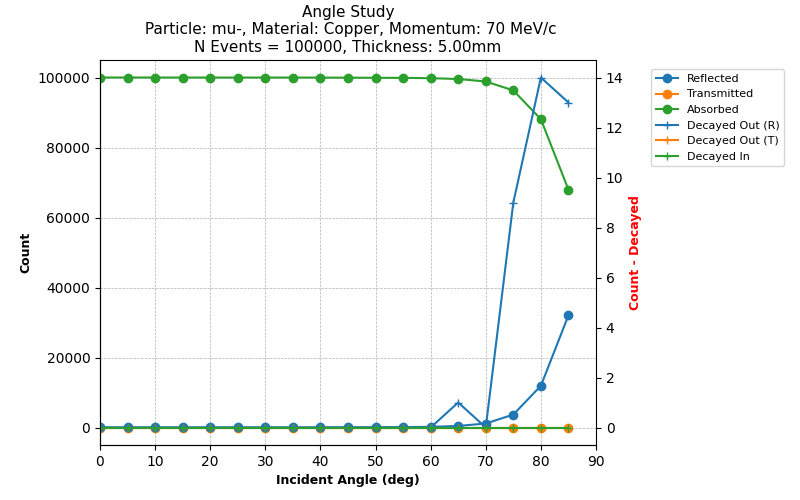 Angle Study
Particle: mu-, Material: Copper, Momentum: 70 MeV/c
N Events = 100000, Thickness: 5.00mm
100000
80000
60000
40000
20000
0
Count
14
12
10
8
6
4
2
0
Count - Decayed
0 10 20 30 40 50 60 70 80 90
Incident Angle (deg)
Reflected
Transmitted
Absorbed
Decayed Out (R)
Decayed Out (T)
Decayed In